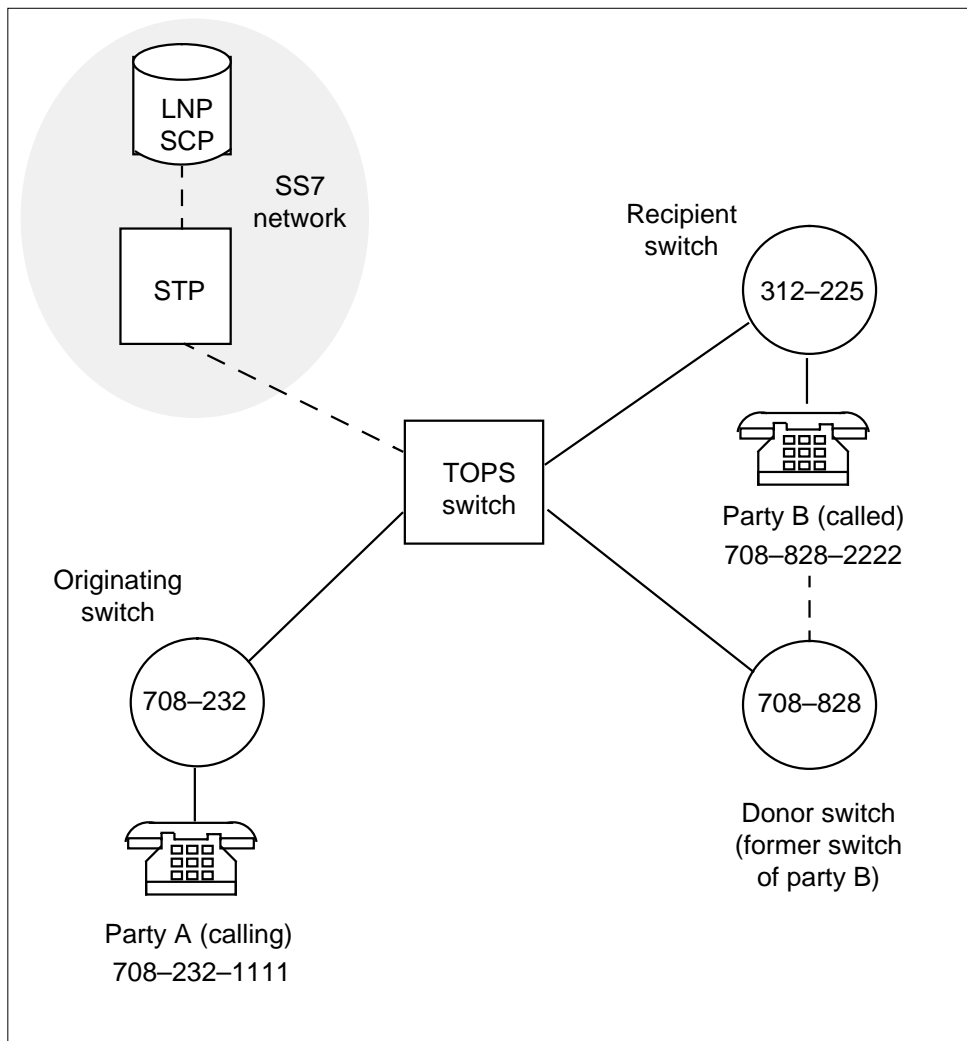 LNP
SCP
SS7
network
STP
Recipient
switch
312–225
TOPS
switch
Party B (called)
708–828–2222
Originating
switch
708–232
708–828
Donor switch
(former switch
of party B)
Party A (calling)
708–232–1111